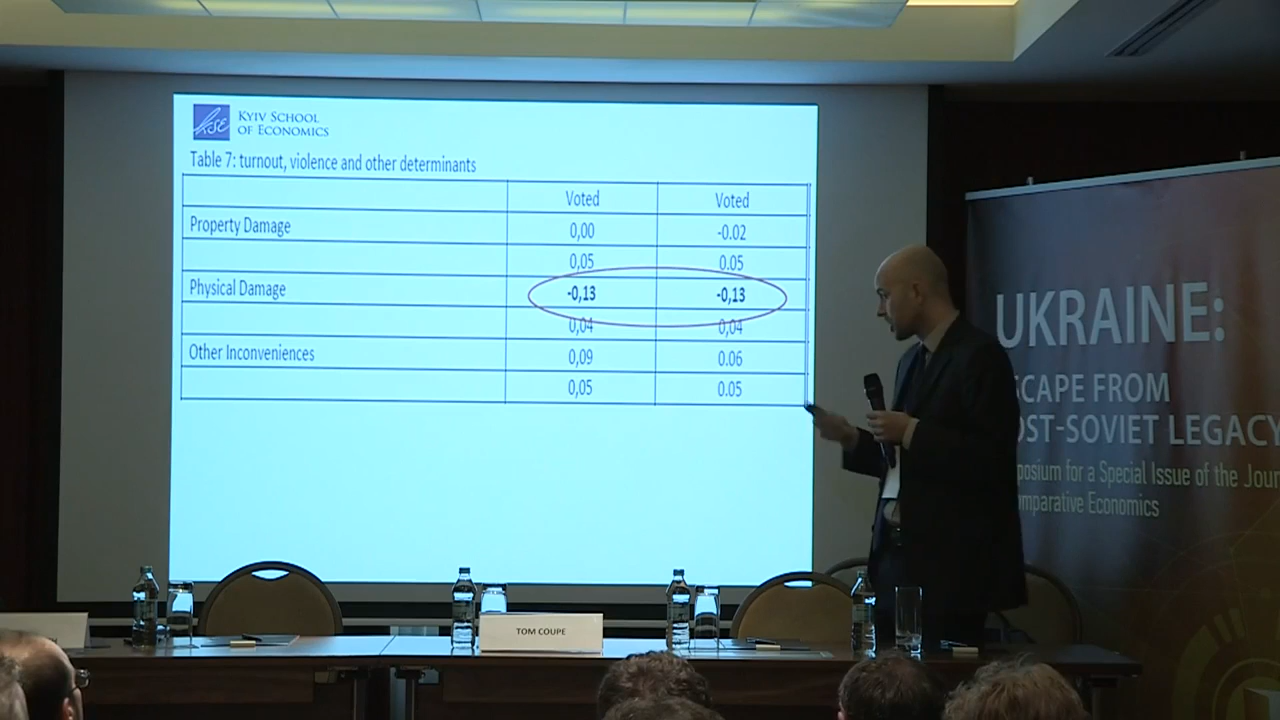 KYIV SCHOOL
OF ECONOMICS
Table 7: turnout, violence and other determinants
Voted Voted
Property Damage 0,00 -0.02
0,05 0.05
Physical Damage -0,13 -0,13
0,04 0,04
Other Inconveniences 0,09 0.06
0,05 0.05
UKRAINE:
SCAPE FROM
OST-SOVIET LEGACY
posium for a Special Issue of the Jour
mparative Economics
TOM COUPE